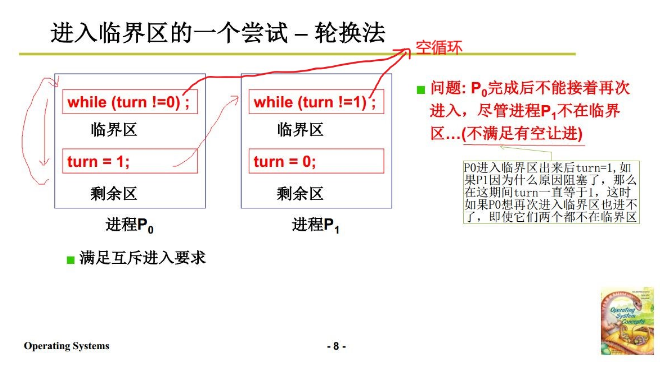 进入临界区的一个尝试 – 轮换法
空循环
while (turn !=0) ;
临界区
turn = 1;
剩余区
进程P0
while (turn !=1) ;
临界区
turn = 0;
剩余区
进程P1
满足互斥进入要求
问题: P0完成后不能接着再次
进入，尽管进程P1不在临界
区…(不满足有空让进)
P0进入临界区出来后turn=1,如
果P1因为什么原因阻塞了，那么
在这期间turn一直等于1，这时
如果P0想再次进入临界区也进不
了，即使它们两个都不在临界区
Operating
System
Concepts
Operating Systems
- 8 -